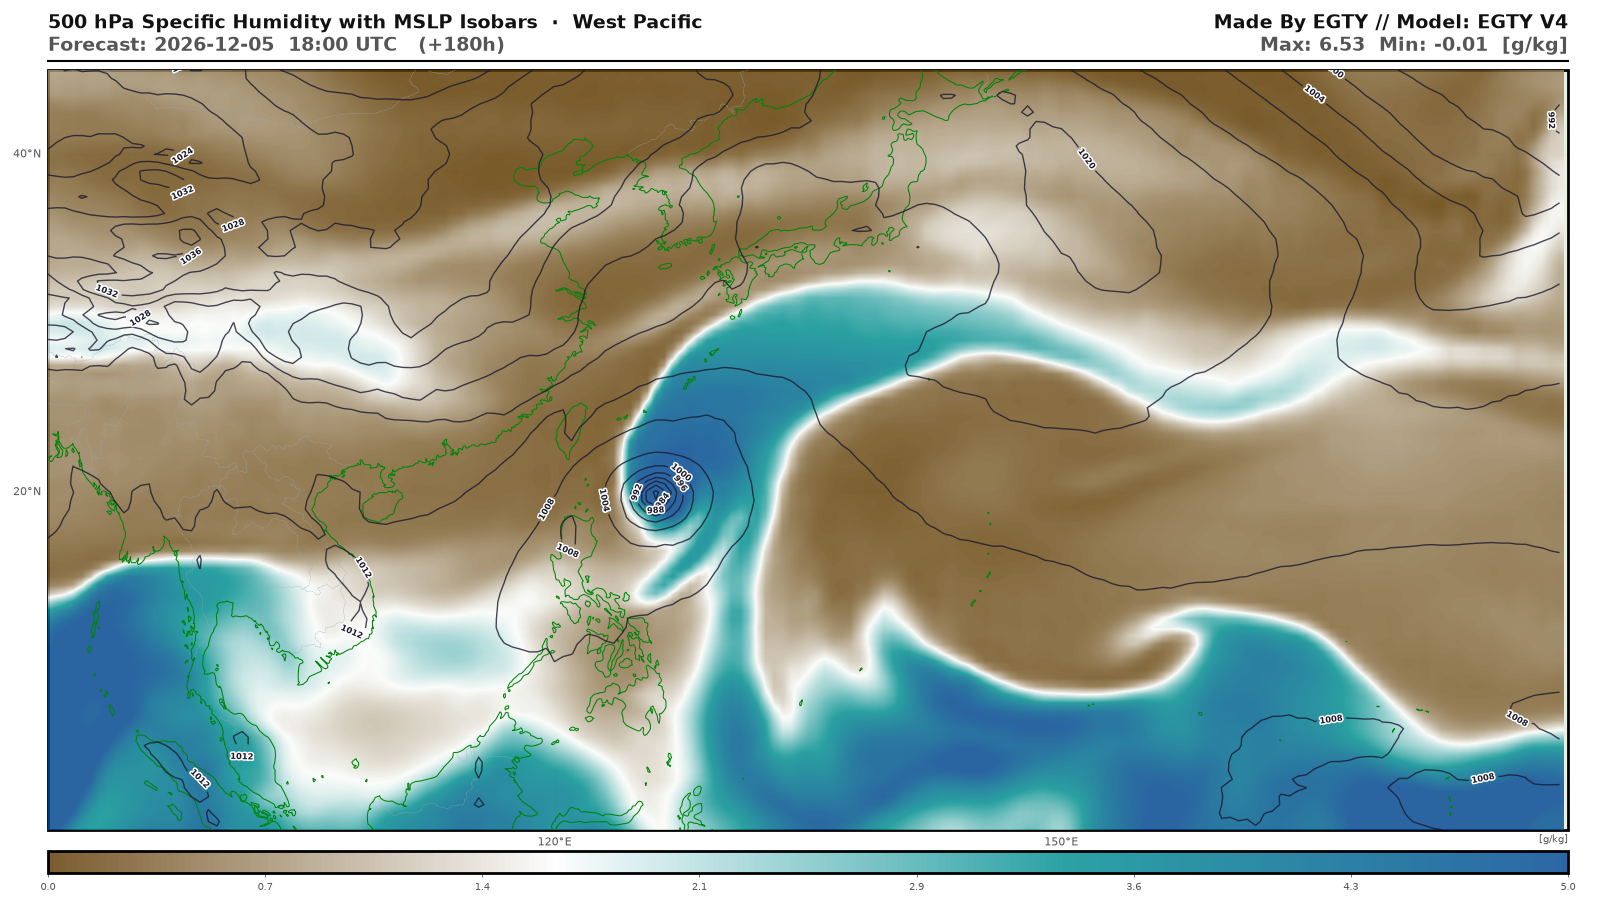 500 hPa Specific Humidity with MSLP Isobars · West Pacific
Made By EGTY // Model: EGTY V4
Forecast: 2026-12-05 18:00 UTC (+180h)
Max: 6.53 Min: -0.01 [g/kg]
1004
992
40°N
1024
1020
1032
1028
1036
1032
1028
20°N
1000
996
992
984
988
1004
1008
1008
1012
1012
1008
1008
1012
1012
1008
120°E
150°E
[g/kg]
0.0 0.7 1.4 2.1 2.9 3.6 4.3 5.0